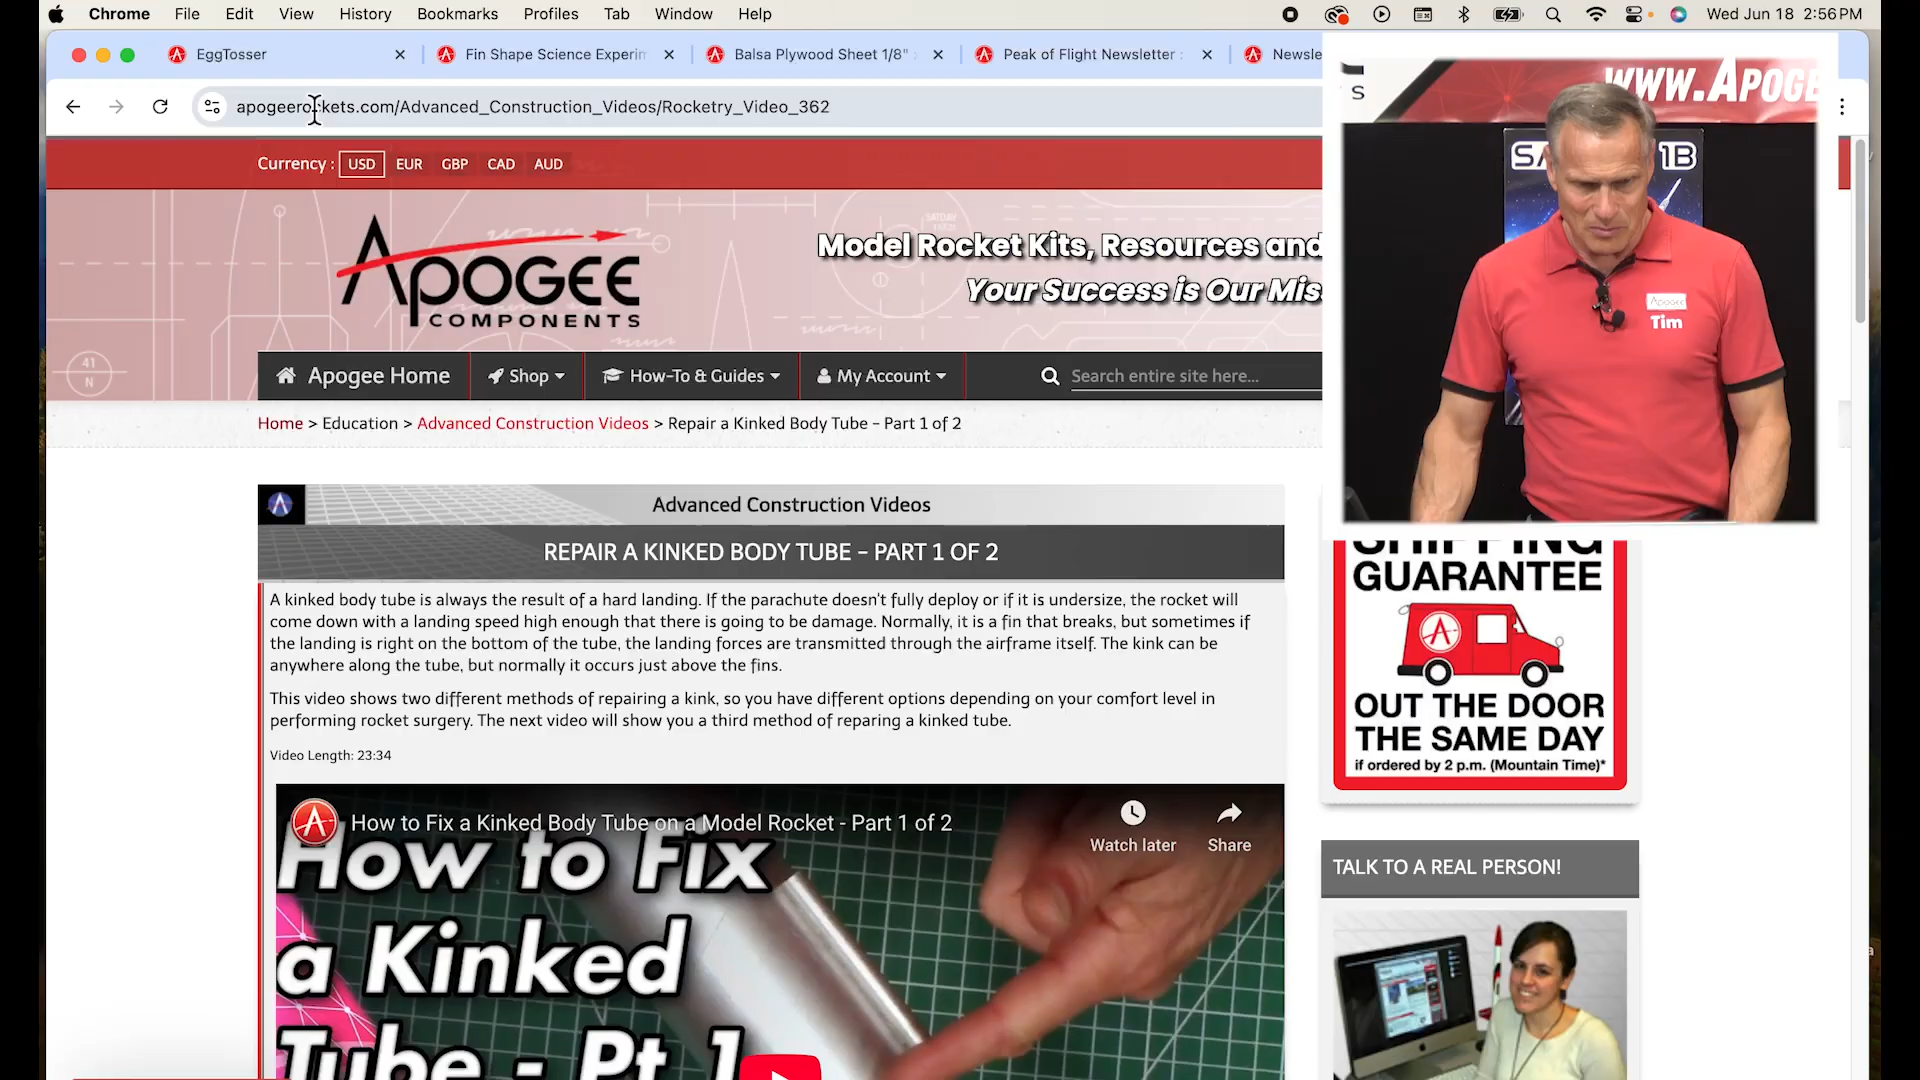 Chrome File Edit View History Bookmarks Profiles Tab Window Help Wed Jun 18 2:56 PM
EggTosser Fin Shape Science Experim Balsa Plywood Sheet 1/8" Peak of Flight Newsletter : Newsle
apogeerockets.com/Advanced_Construction_Videos/Rocketry_Video_362
Currency : USD EUR GBP CAD AUD
APOGEE
COMPONENTS
Model Rocket Kits, Resources and
Your Success is Our Mis
41
N
Apogee Home Shop How-To & Guides My Account Search entire site here...
Home > Education > Advanced Construction Videos > Repair a Kinked Body Tube – Part 1 of 2
Advanced Construction Videos
REPAIR A KINKED BODY TUBE – PART 1 OF 2
A kinked body tube is always the result of a hard landing. If the parachute doesn't fully deploy or if it is undersize, the rocket will
come down with a landing speed high enough that there is going to be damage. Normally, it is a fin that breaks, but sometimes if
the landing is right on the bottom of the tube, the landing forces are transmitted through the airframe itself. The kink can be
anywhere along the tube, but normally it occurs just above the fins.
This video shows two different methods of repairing a kink, so you have different options depending on your comfort level in
performing rocket surgery. The next video will show you a third method of reparing a kinked tube.
Video Length: 23:34
How to Fix a Kinked Body Tube on a Model Rocket - Part 1 of 2
Watch later Share
How to Fix
a Kinked
Tube - Pt 1
WWW.APOGE
SA 1B
Apogee
Tim
SHIPPING
GUARANTEE
OUT THE DOOR
THE SAME DAY
if ordered by 2 p.m. (Mountain Time)*
TALK TO A REAL PERSON!